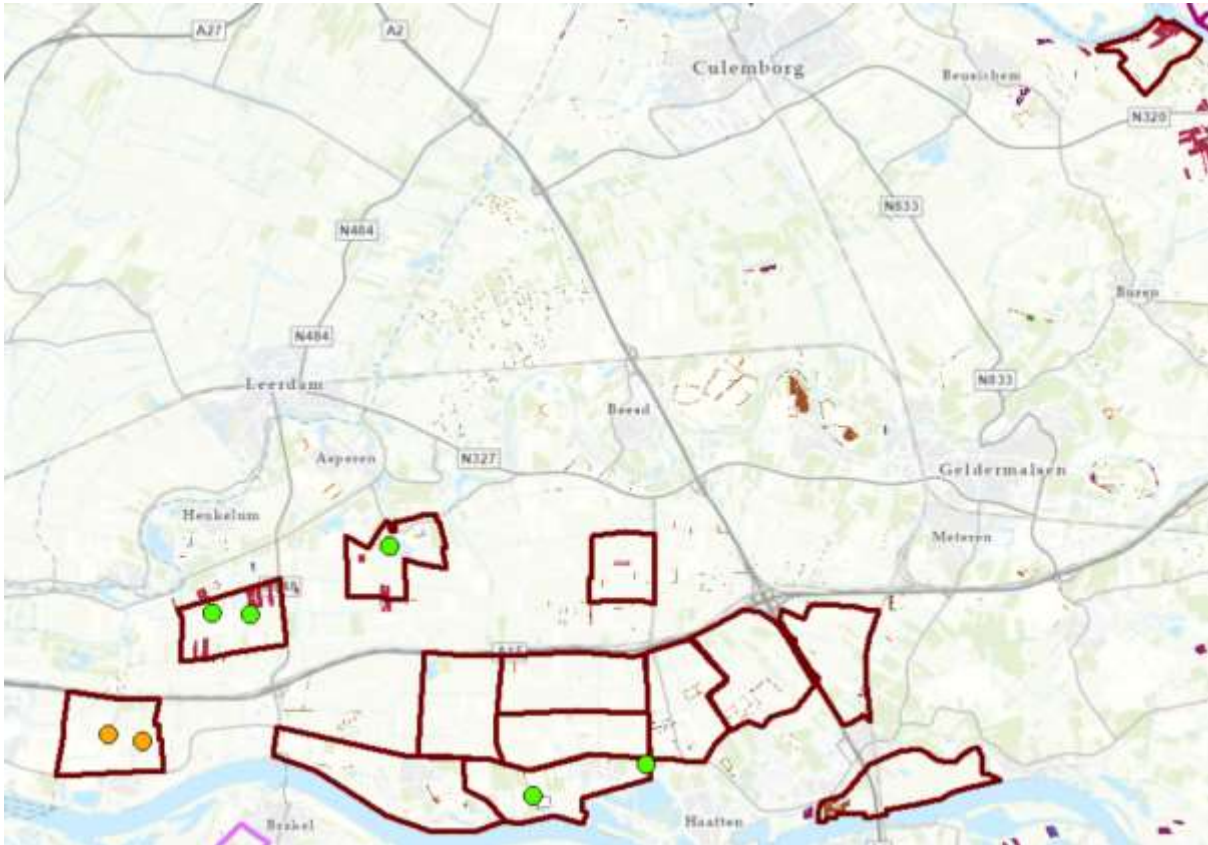 A27
A2
Culemborg
Beusichem
N320
N833
N484
Buren
N484
Leerdam
N833
Beesd
Asperen
N327
Geldermalsen
Heukelum
Meteren
A15
Haaften
Brakel